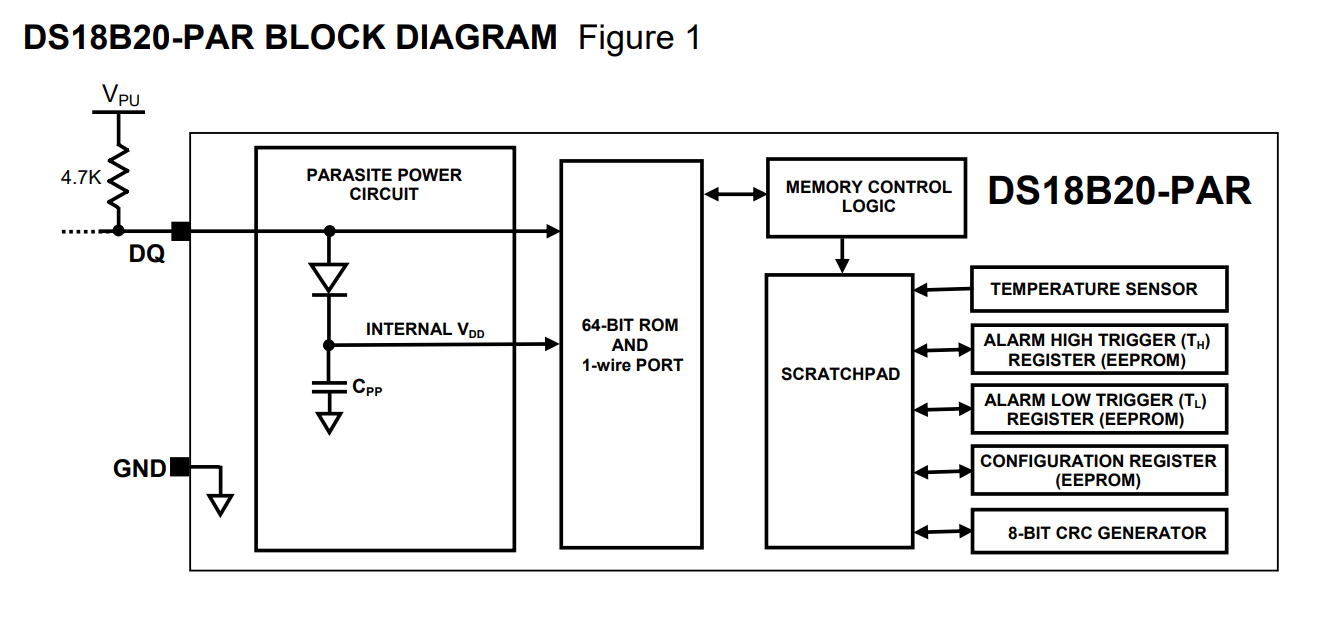 DS18B20-PAR BLOCK DIAGRAM Figure 1
VPU
4.7K
DQ
GND
PARASITE POWER
CIRCUIT
INTERNAL VDD
CPP
64-BIT ROM
AND
1-wire PORT
MEMORY CONTROL
LOGIC
DS18B20-PAR
SCRATCHPAD
TEMPERATURE SENSOR
ALARM HIGH TRIGGER (TH)
REGISTER (EEPROM)
ALARM LOW TRIGGER (TL)
REGISTER (EEPROM)
CONFIGURATION REGISTER
(EEPROM)
8-BIT CRC GENERATOR